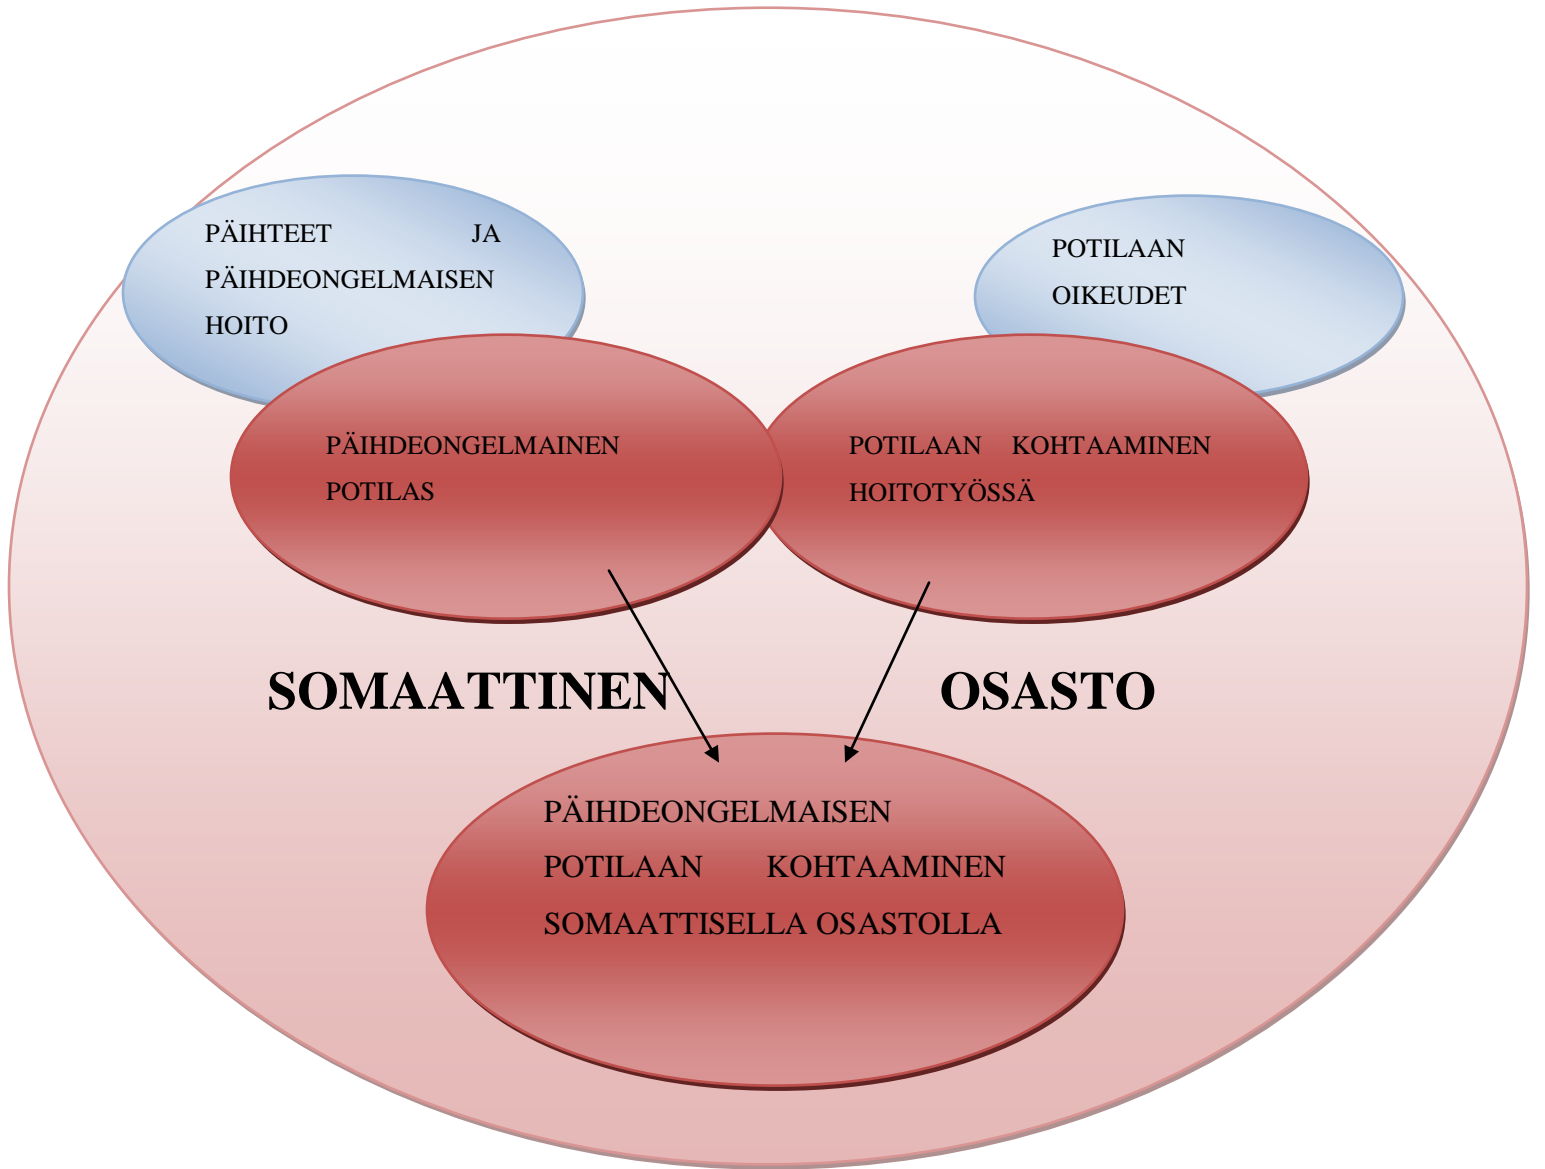 PÄIHTEET JA
PÄIHDEONGELMAISEN
HOITO
POTILAAN
OIKEUDET
PÄIHDEONGELMAINEN
POTILAS
POTILAAN KOHTAAMINEN
HOITOTYÖSSÄ
SOMAATTINEN OSASTO
PÄIHDEONGELMAISEN
POTILAAN KOHTAAMINEN
SOMAATTISELLA OSASTOLLA